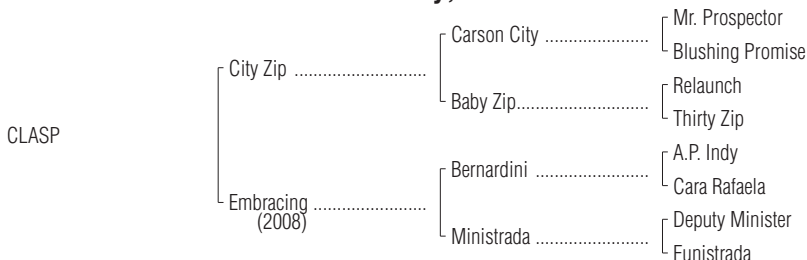 Mr. Prospector
Carson City
Blushing Promise
City Zip
Relaunch
Baby Zip
Thirty Zip
CLASP
A.P. Indy
Bernardini
Cara Rafaela
Embracing
(2008)
Deputy Minister
Ministrada
Funistrada